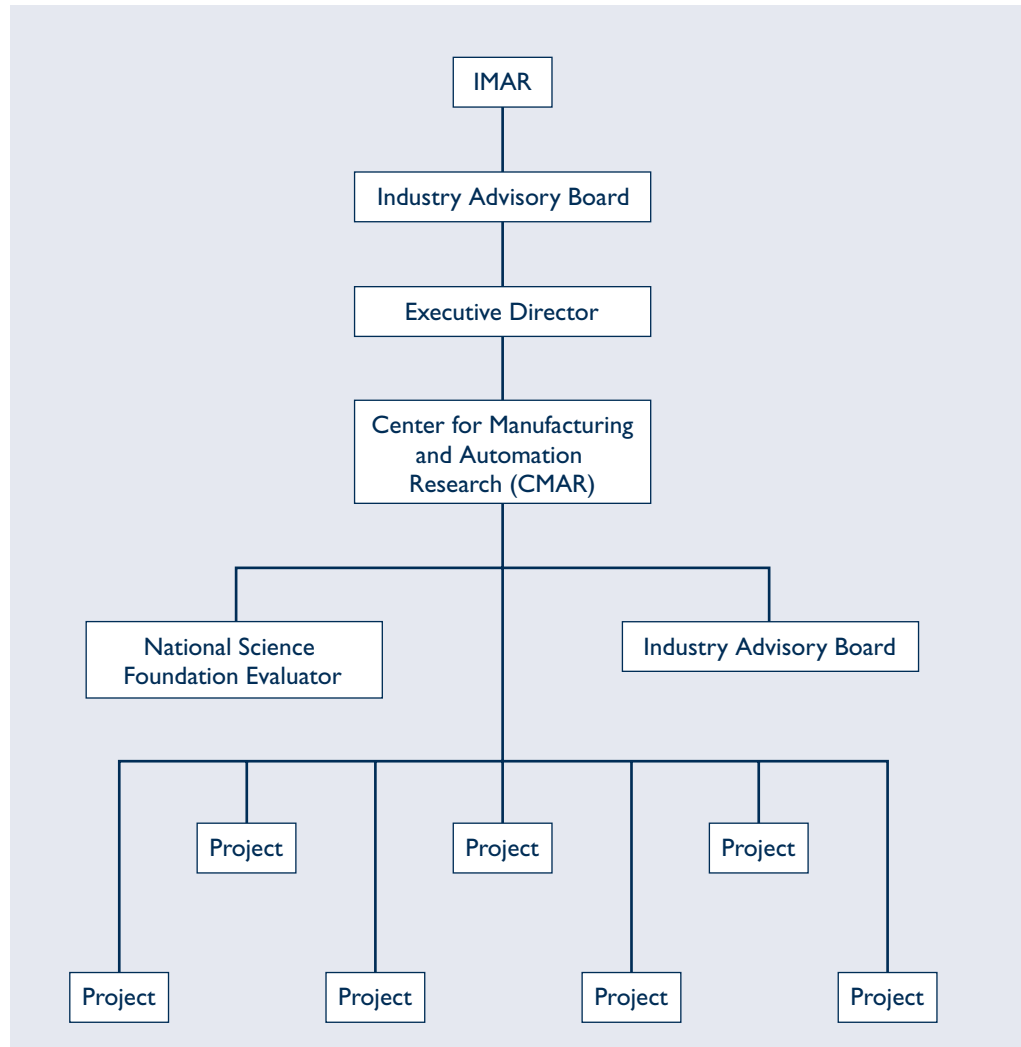 IMAR
Industry Advisory Board
Executive Director
Center for Manufacturing
and Automation
Research (CMAR)
National Science
Foundation Evaluator
Industry Advisory Board
Project
Project
Project
Project
Project
Project
Project